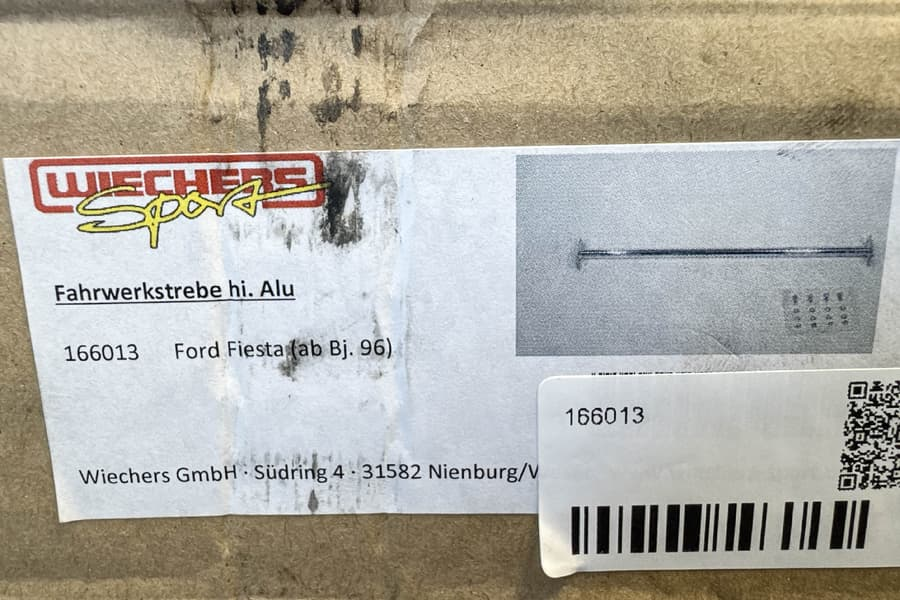 WIECHERS
Sport
Fahrwerkstrebe hi. Alu
166013 Ford Fiesta (ab Bj. 96)
Wiechers GmbH · Südring 4 · 31582 Nienburg/
166013